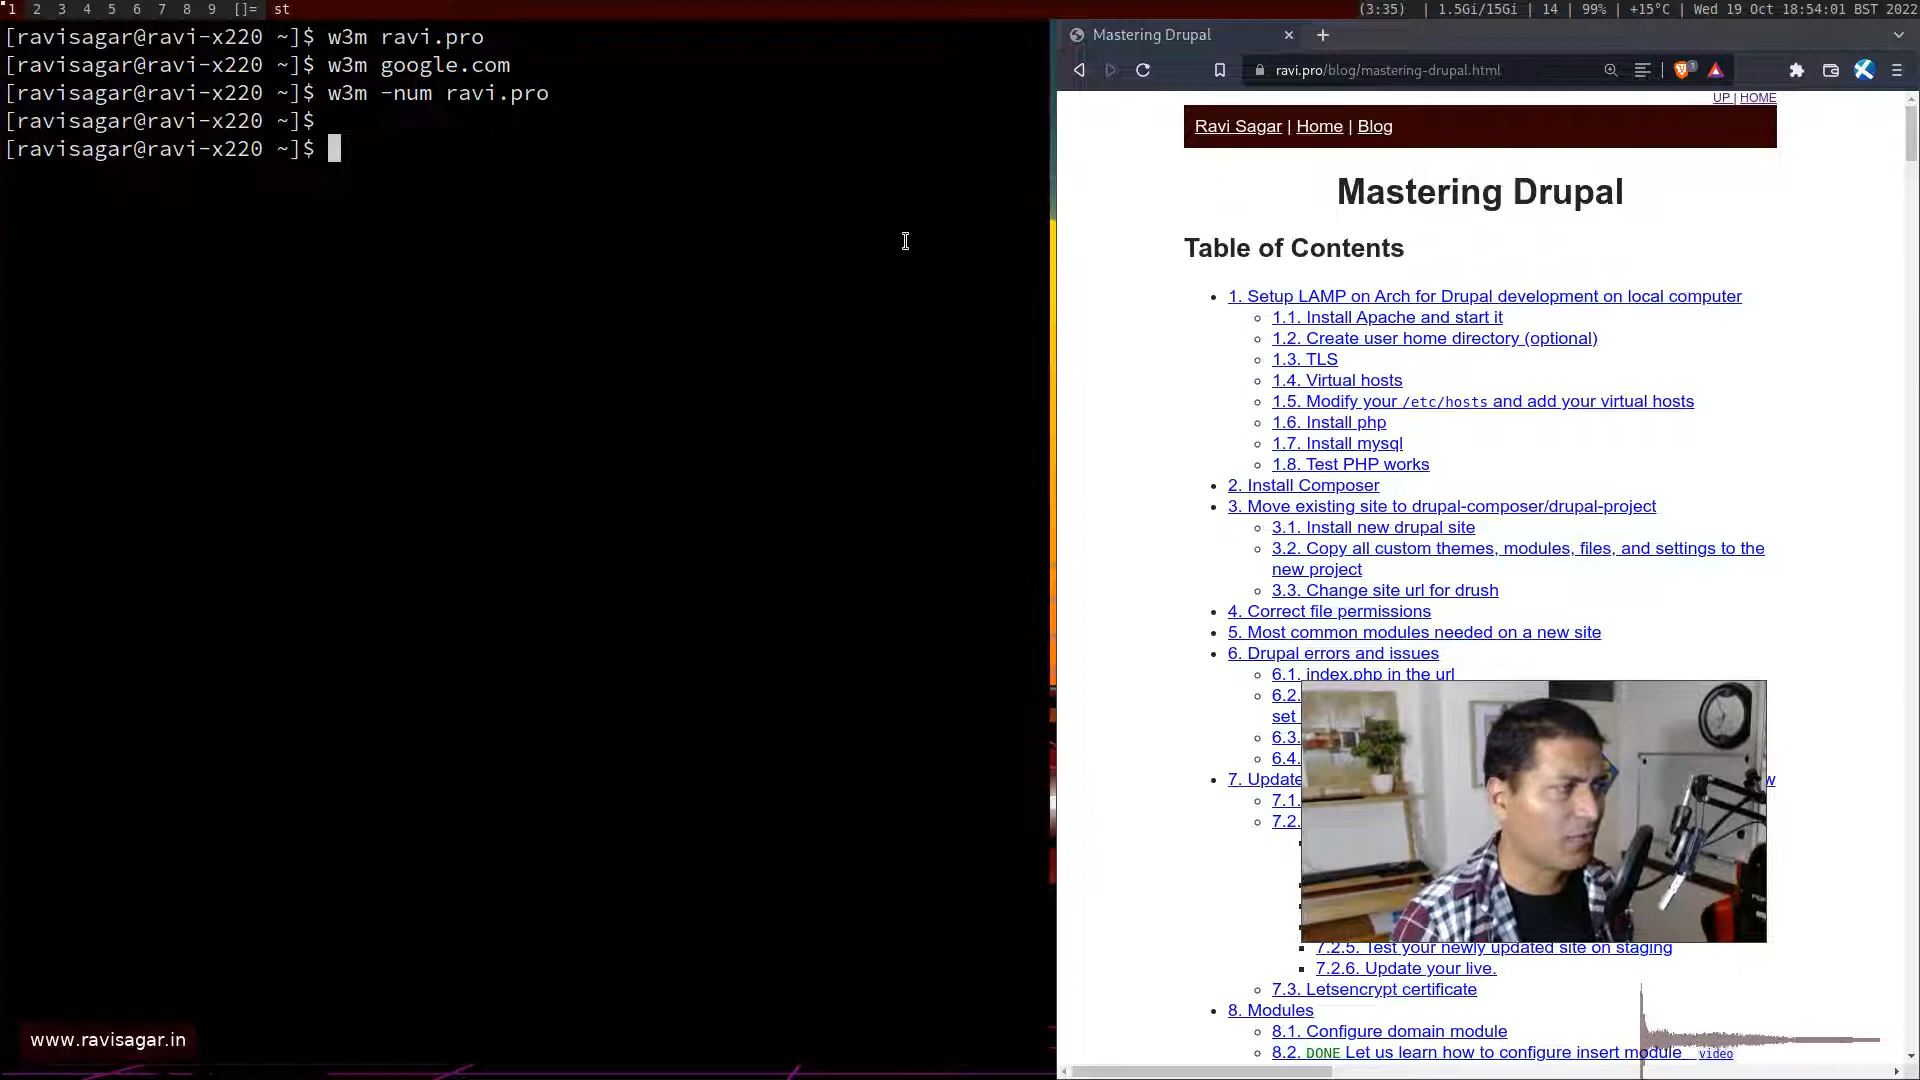 1 2 3 4 5 6 7 8 9 []= st
(3:35) | 1.5Gi/15Gi | 14 | 99% | +15°C | Wed 19 Oct 18:54:01 BST 2022
[ravisagar@ravi-x220 ~]$ w3m ravi.pro
[ravisagar@ravi-x220 ~]$ w3m google.com
[ravisagar@ravi-x220 ~]$ w3m -num ravi.pro
[ravisagar@ravi-x220 ~]$
[ravisagar@ravi-x220 ~]$
www.ravisagar.in
Mastering Drupal
ravi.pro/blog/mastering-drupal.html
1
UP | HOME
Ravi Sagar | Home | Blog
Mastering Drupal
Table of Contents
1. Setup LAMP on Arch for Drupal development on local computer
1.1. Install Apache and start it
1.2. Create user home directory (optional)
1.3. TLS
1.4. Virtual hosts
1.5. Modify your /etc/hosts and add your virtual hosts
1.6. Install php
1.7. Install mysql
1.8. Test PHP works
2. Install Composer
3. Move existing site to drupal-composer/drupal-project
3.1. Install new drupal site
3.2. Copy all custom themes, modules, files, and settings to the
new project
3.3. Change site url for drush
4. Correct file permissions
5. Most common modules needed on a new site
6. Drupal errors and issues
6.1. index.php in the url
6.2.
set
6.3.
6.4.
7. Update w
7.1.
7.2.
7.2.5. Test your newly updated site on staging
7.2.6. Update your live.
7.3. Letsencrypt certificate
8. Modules
8.1. Configure domain module
8.2. DONE Let us learn how to configure insert module video